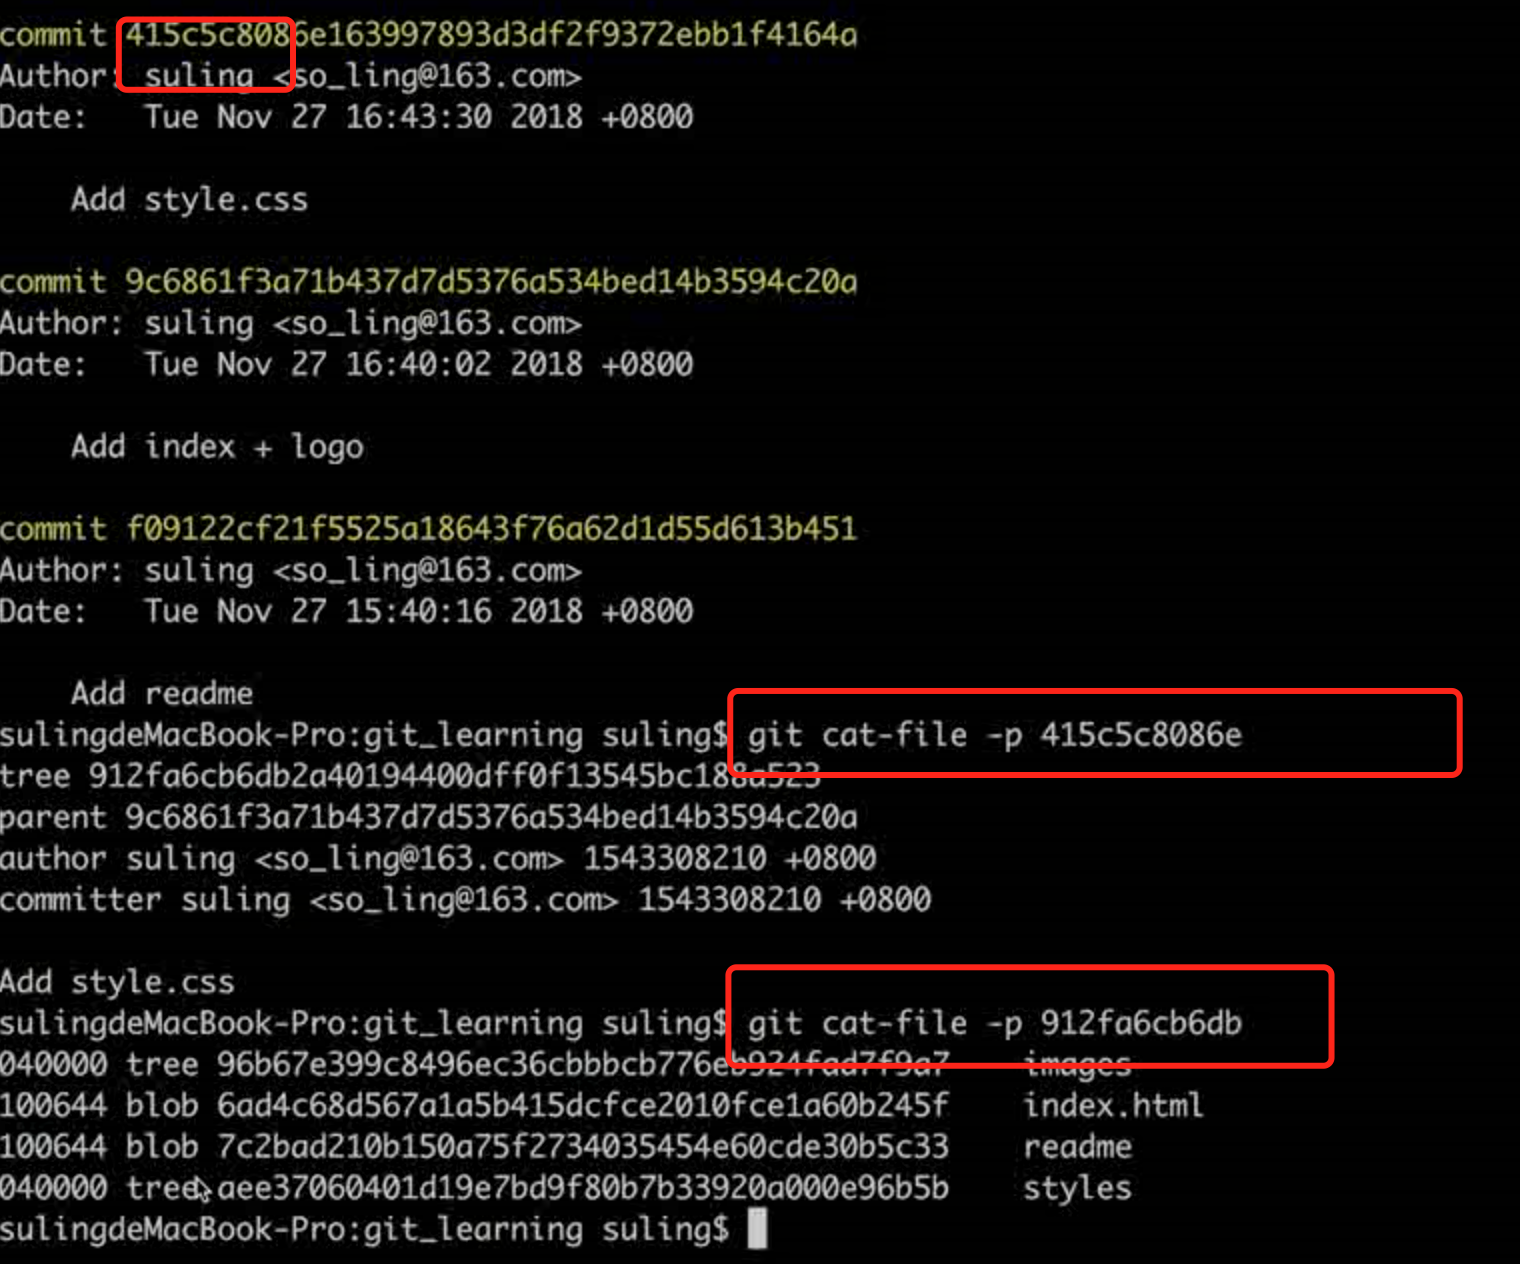 commit 415c5c8086e163997893d3df2f9372ebb1f4164a
Author: suling <so_ling@163.com>
Date:   Tue Nov 27 16:43:30 2018 +0800
    Add style.css
commit 9c6861f3a71b437d7d5376a534bed14b3594c20a
Author: suling <so_ling@163.com>
Date:   Tue Nov 27 16:40:02 2018 +0800
    Add index + logo
commit f09122cf21f5525a18643f76a62d1d55d613b451
Author: suling <so_ling@163.com>
Date:   Tue Nov 27 15:40:16 2018 +0800
    Add readme
sulingdeMacBook-Pro:git_learning suling$ git cat-file -p 415c5c8086e
tree 912fa6cb6db2a40194400dff0f13545bc188a523
parent 9c6861f3a71b437d7d5376a534bed14b3594c20a
author suling <so_ling@163.com> 1543308210 +0800
committer suling <so_ling@163.com> 1543308210 +0800
Add style.css
sulingdeMacBook-Pro:git_learning suling$ git cat-file -p 912fa6cb6db
040000 tree 96b67e399c8496ec36cbbbcb776eb924fad7f9a7    images
100644 blob 6ad4c68d567a1a5b415dcfce2010fce1a60b245f    index.html
100644 blob 7c2bad210b150a75f2734035454e60cde30b5c33    readme
040000 tree aee37060401d19e7bd9f80b7b33920a000e96b5b    styles
sulingdeMacBook-Pro:git_learning suling$